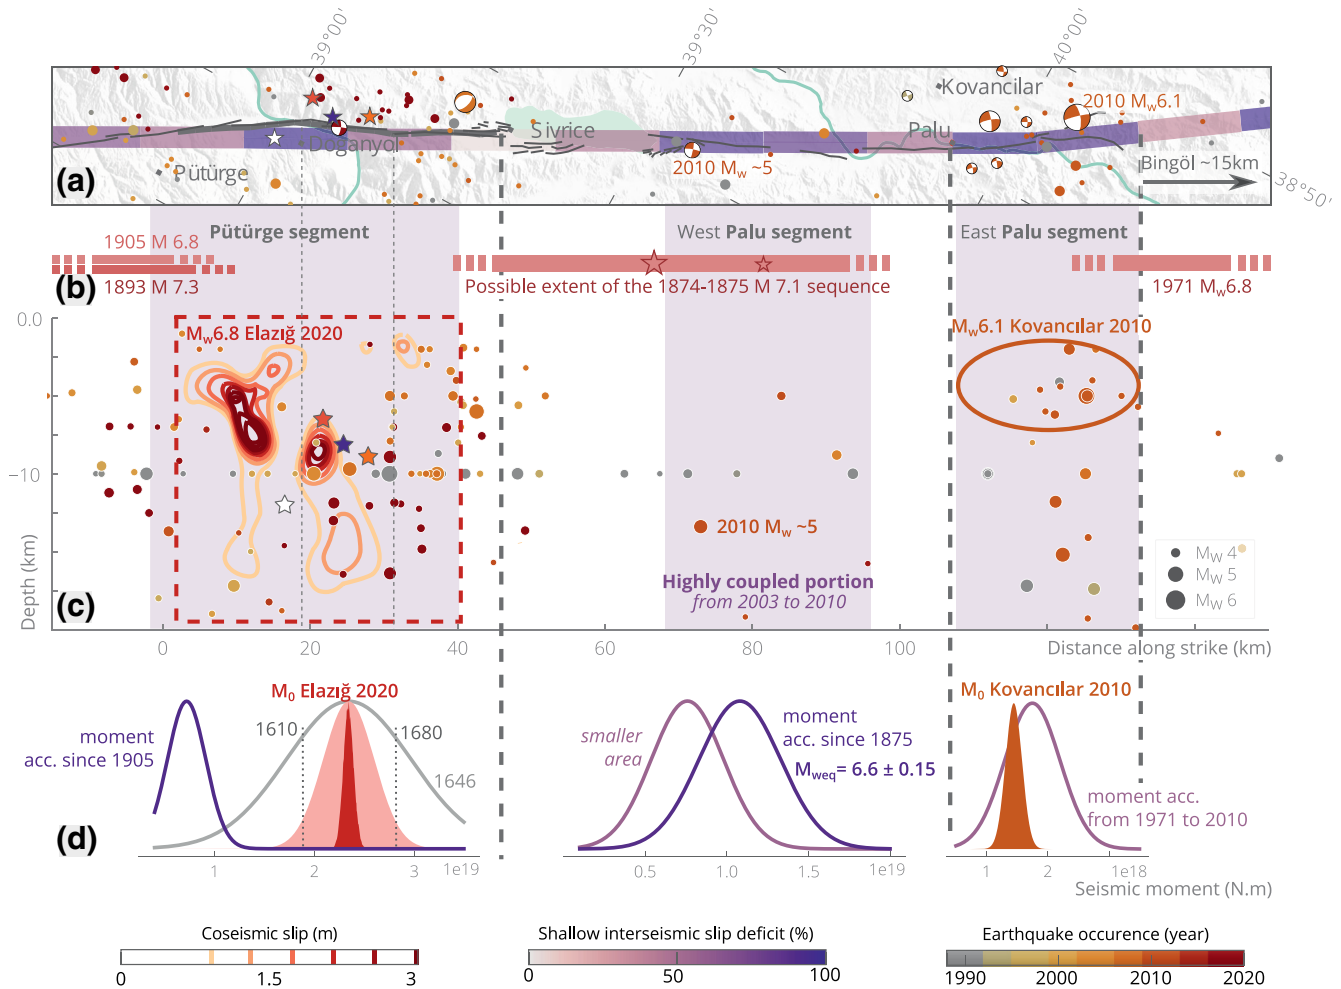 39°00'
39°30'
40°00'
Kovancilar
2010 Mw6.1
Sivrice
Palu
Doganyol
2010 Mw ~5
Bingöl ~15km
Pütürge
38°50'
(a)
Pütürge segment
West Palu segment
East Palu segment
1905 M 6.8
(b)
1893 M 7.3
Possible extent of the 1874-1875 M 7.1 sequence
1971 Mw6.8
0.0
Mw6.8 Elazığ 2020
Mw6.1 Kovancılar 2010
−10
2010 Mw ~5
Depth (km)
(c)
Highly coupled portion
from 2003 to 2010
MW 4
MW 5
MW 6
0
20
40
60
80
100
Distance along strike (km)
M0 Elazığ 2020
M0 Kovancılar 2010
moment
acc. since 1905
1610
1680
1646
smaller
area
moment
acc. since 1875
Mweq= 6.6 ± 0.15
moment acc.
from 1971 to 2010
(d)
1
2
3
1e19
0.5
1.0
1.5
1e19
1
2
1e18
Seismic moment (N.m)
Coseismic slip (m)
0
1.5
3
Shallow interseismic slip deficit (%)
0
50
100
Earthquake occurence (year)
1990
2000
2010
2020